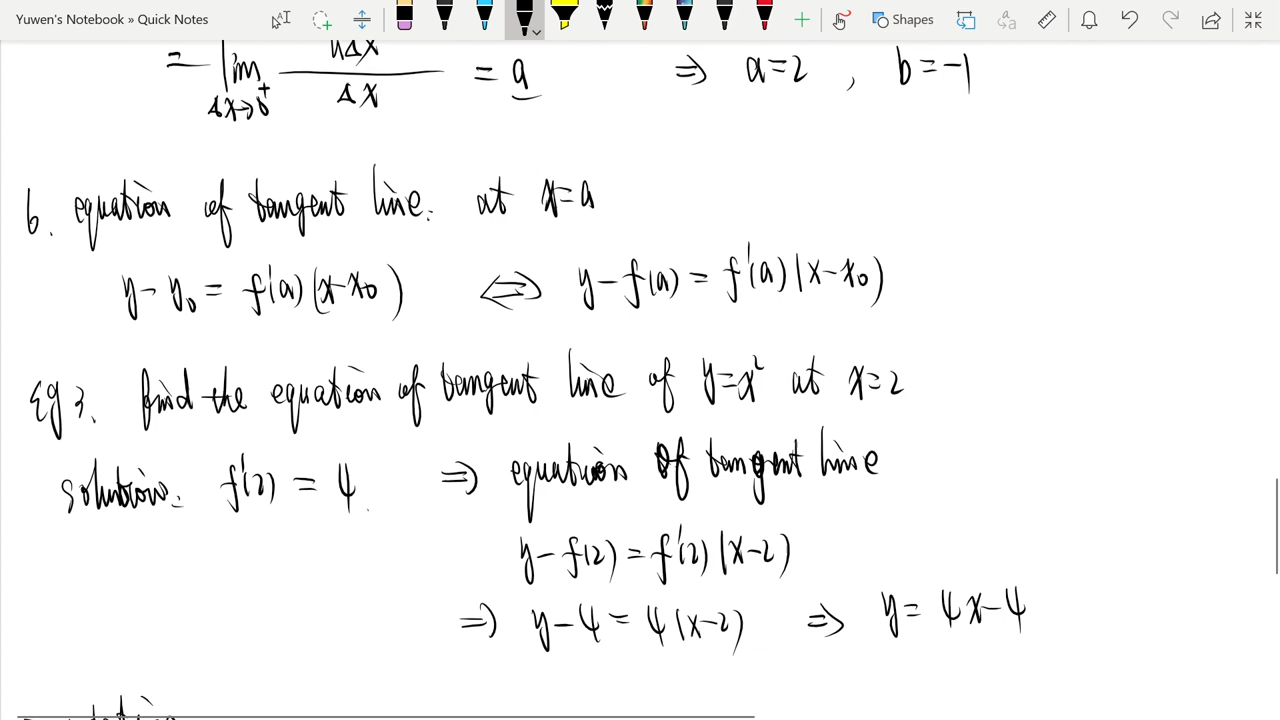 Yuwen's Notebook » Quick Notes
Shapes
= lim Δx→0⁺ aΔx / Δx = a ⇒ a=2 , b=-1
6. equation of tangent line. at x=a
y-y₀ = f'(a)(x-x₀) ⇔ y-f(a) = f'(a)(x-x₀)
Eg 3. find the equation of tangent line of y=x² at x=2
solution: f'(2) = 4 ⇒ equation of tangent line
y-f(2) = f'(2)(x-2)
⇒ y-4 = 4(x-2) ⇒ y = 4x-4